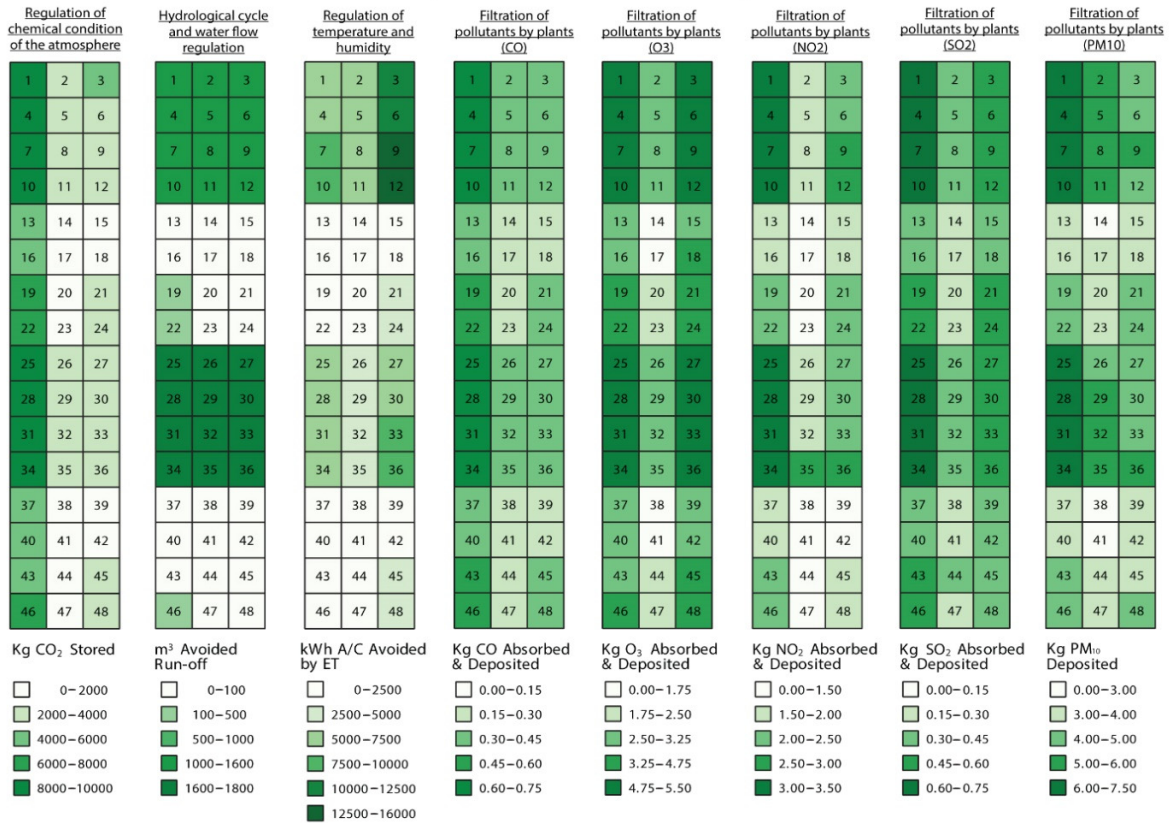 Regulation of
chemical condition
of the atmosphere
Hydrological cycle
and water flow
regulation
Regulation of
temperature and
humidity
Filtration of
pollutants by plants
(CO)
Filtration of
pollutants by plants
(O3)
Filtration of
pollutants by plants
(NO2)
Filtration of
pollutants by plants
(SO2)
Filtration of
pollutants by plants
(PM10)
1 2 3 1 2 3 1 2 3 1 2 3 1 2 3 1 2 3 1 2 3 1 2 3
4 5 6 4 5 6 4 5 6 4 5 6 4 5 6 4 5 6 4 5 6 4 5 6
7 8 9 7 8 9 7 8 9 7 8 9 7 8 9 7 8 9 7 8 9 7 8 9
10 11 12 10 11 12 10 11 12 10 11 12 10 11 12 10 11 12 10 11 12 10 11 12
13 14 15 13 14 15 13 14 15 13 14 15 13 14 15 13 14 15 13 14 15 13 14 15
16 17 18 16 17 18 16 17 18 16 17 18 16 17 18 16 17 18 16 17 18 16 17 18
19 20 21 19 20 21 19 20 21 19 20 21 19 20 21 19 20 21 19 20 21 19 20 21
22 23 24 22 23 24 22 23 24 22 23 24 22 23 24 22 23 24 22 23 24 22 23 24
25 26 27 25 26 27 25 26 27 25 26 27 25 26 27 25 26 27 25 26 27 25 26 27
28 29 30 28 29 30 28 29 30 28 29 30 28 29 30 28 29 30 28 29 30 28 29 30
31 32 33 31 32 33 31 32 33 31 32 33 31 32 33 31 32 33 31 32 33 31 32 33
34 35 36 34 35 36 34 35 36 34 35 36 34 35 36 34 35 36 34 35 36 34 35 36
37 38 39 37 38 39 37 38 39 37 38 39 37 38 39 37 38 39 37 38 39 37 38 39
40 41 42 40 41 42 40 41 42 40 41 42 40 41 42 40 41 42 40 41 42 40 41 42
43 44 45 43 44 45 43 44 45 43 44 45 43 44 45 43 44 45 43 44 45 43 44 45
46 47 48 46 47 48 46 47 48 46 47 48 46 47 48 46 47 48 46 47 48 46 47 48
Kg CO₂ Stored
0–2000
2000–4000
4000–6000
6000–8000
8000–10000
m³ Avoided
Run-off
0–100
100–500
500–1000
1000–1600
1600–1800
kWh A/C Avoided
by ET
0–2500
2500–5000
5000–7500
7500–10000
10000–12500
12500–16000
Kg CO Absorbed
& Deposited
0.00–0.15
0.15–0.30
0.30–0.45
0.45–0.60
0.60–0.75
Kg O₃ Absorbed
& Deposited
0.00–1.75
1.75–2.50
2.50–3.25
3.25–4.75
4.75–5.50
Kg NO₂ Absorbed
& Deposited
0.00–1.50
1.50–2.00
2.00–2.50
2.50–3.00
3.00–3.50
Kg SO₂ Absorbed
& Deposited
0.00–0.15
0.15–0.30
0.30–0.45
0.45–0.60
0.60–0.75
Kg PM₁₀
Deposited
0.00–3.00
3.00–4.00
4.00–5.00
5.00–6.00
6.00–7.50